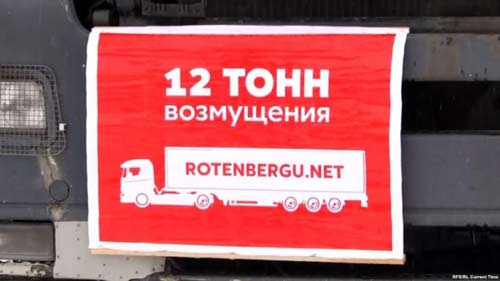 12 ТОНН
ВОЗМУЩЕНИЯ
ROTENBERGU.NET
RFE/RL Current Time